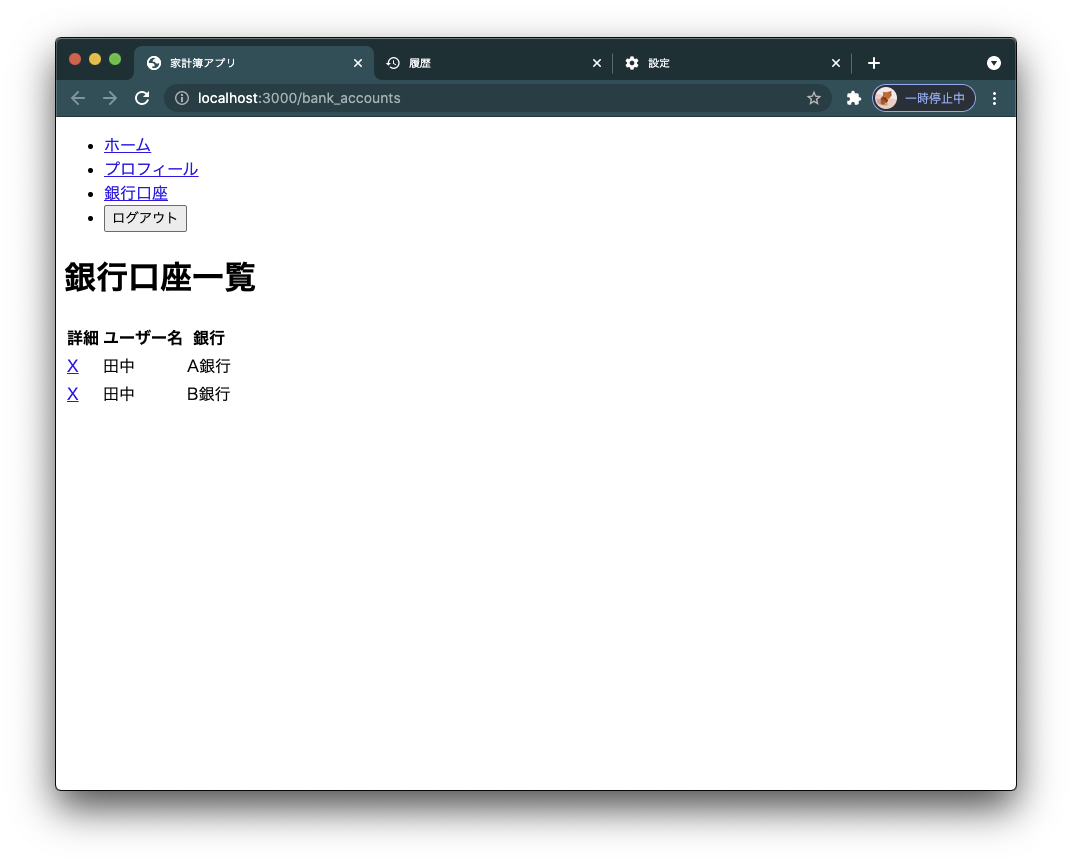 家計簿アプリ
履歴
設定
localhost:3000/bank_accounts
一時停止中
ホーム
プロフィール
銀行口座
ログアウト
銀行口座一覧
詳細 ユーザー名 銀行
X 田中 A銀行
X 田中 B銀行